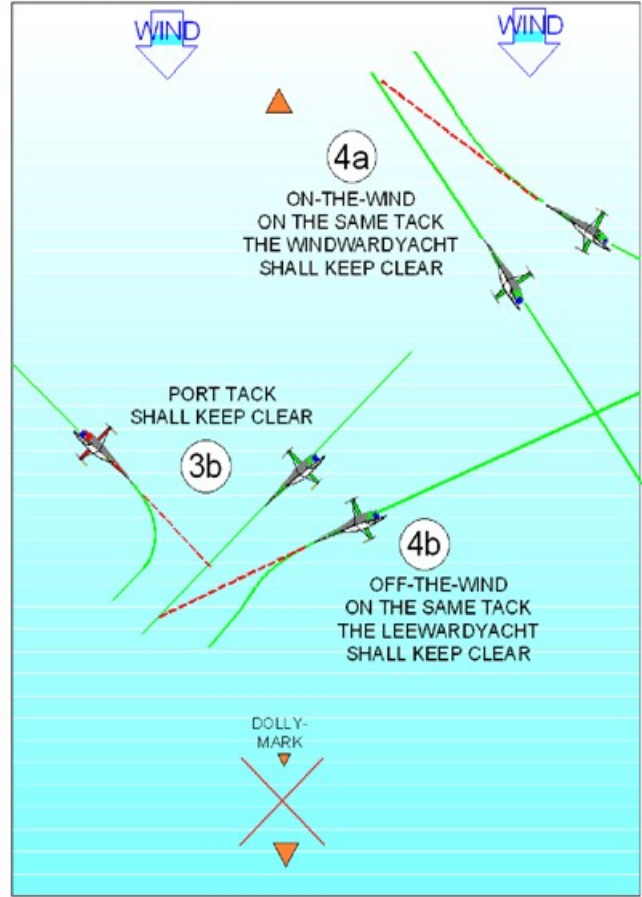 WIND
WIND
4a
ON-THE-WIND
ON THE SAME TACK
THE WINDWARDYACHT
SHALL KEEP CLEAR
PORT TACK
SHALL KEEP CLEAR
3b
4b
OFF-THE-WIND
ON THE SAME TACK
THE LEEWARDYACHT
SHALL KEEP CLEAR
DOLLY-
MARK